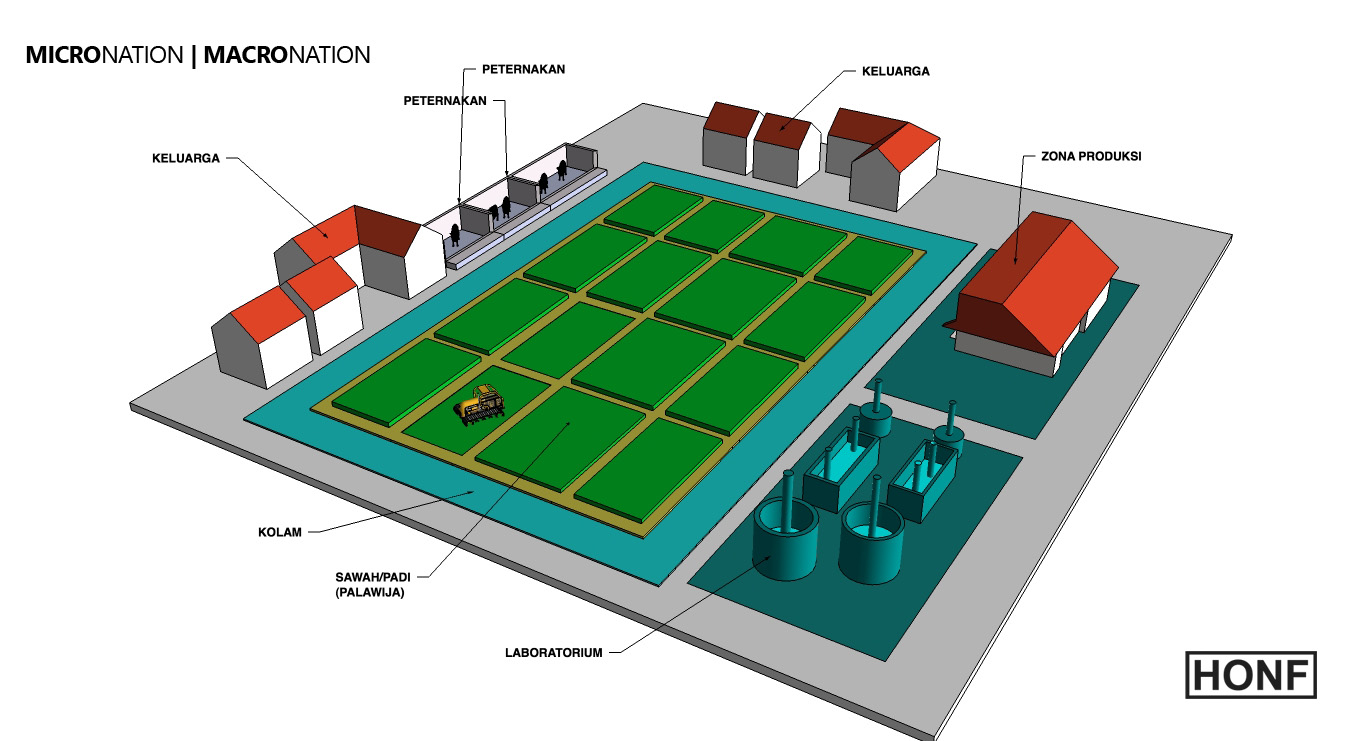 MICRONATION | MACRONATION
PETERNAKAN
KELUARGA
PETERNAKAN
KELUARGA
ZONA PRODUKSI
KOLAM
SAWAH/PADI
(PALAWIJA)
LABORATORIUM
HONF